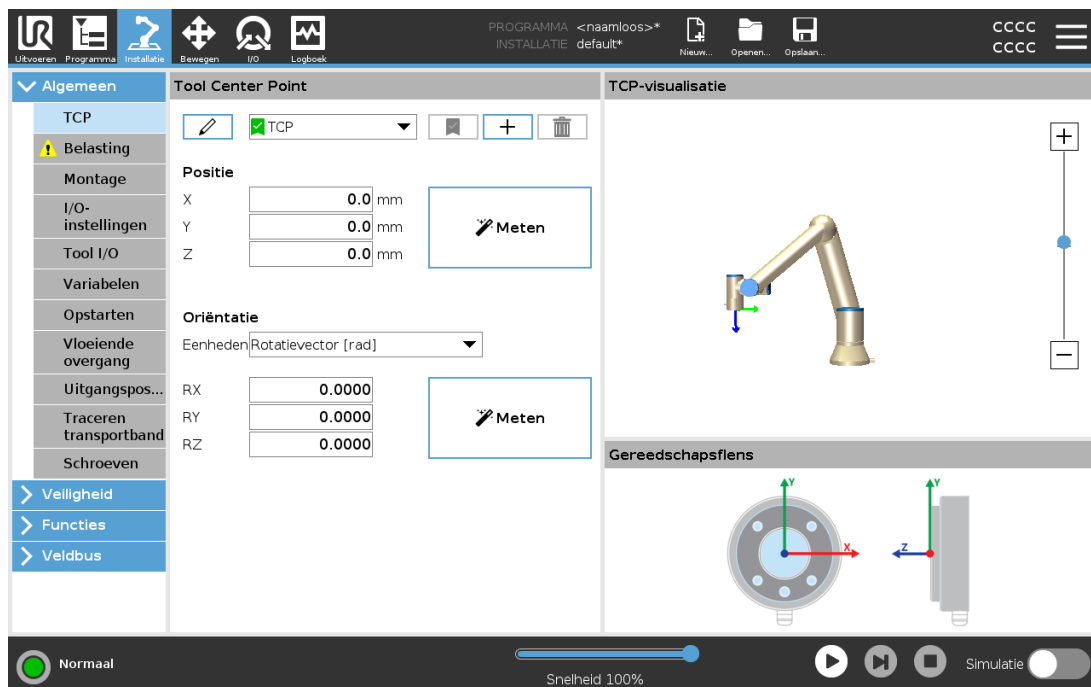 PROGRAMMA <naamloos>*
INSTALLATIE default*
CCCC
CCCC
Uitvoeren Programma Installatie Bewegen I/O Logboek Nieuw... Openen... Opslaan...
Algemeen
TCP
Belasting
Montage
I/O-
instellingen
Tool I/O
Variabelen
Opstarten
Vloeiende
overgang
Uitgangspos...
Traceren
transportband
Schroeven
Veiligheid
Functies
Veldbus
Tool Center Point
TCP
Positie
X 0.0 mm
Y 0.0 mm
Z 0.0 mm
Meten
Oriëntatie
Eenheden Rotatievector [rad]
RX 0.0000
RY 0.0000
RZ 0.0000
Meten
TCP-visualisatie
Gereedschapsflens
Y
X
Y
Z
Normaal
Snelheid 100%
Simulatie